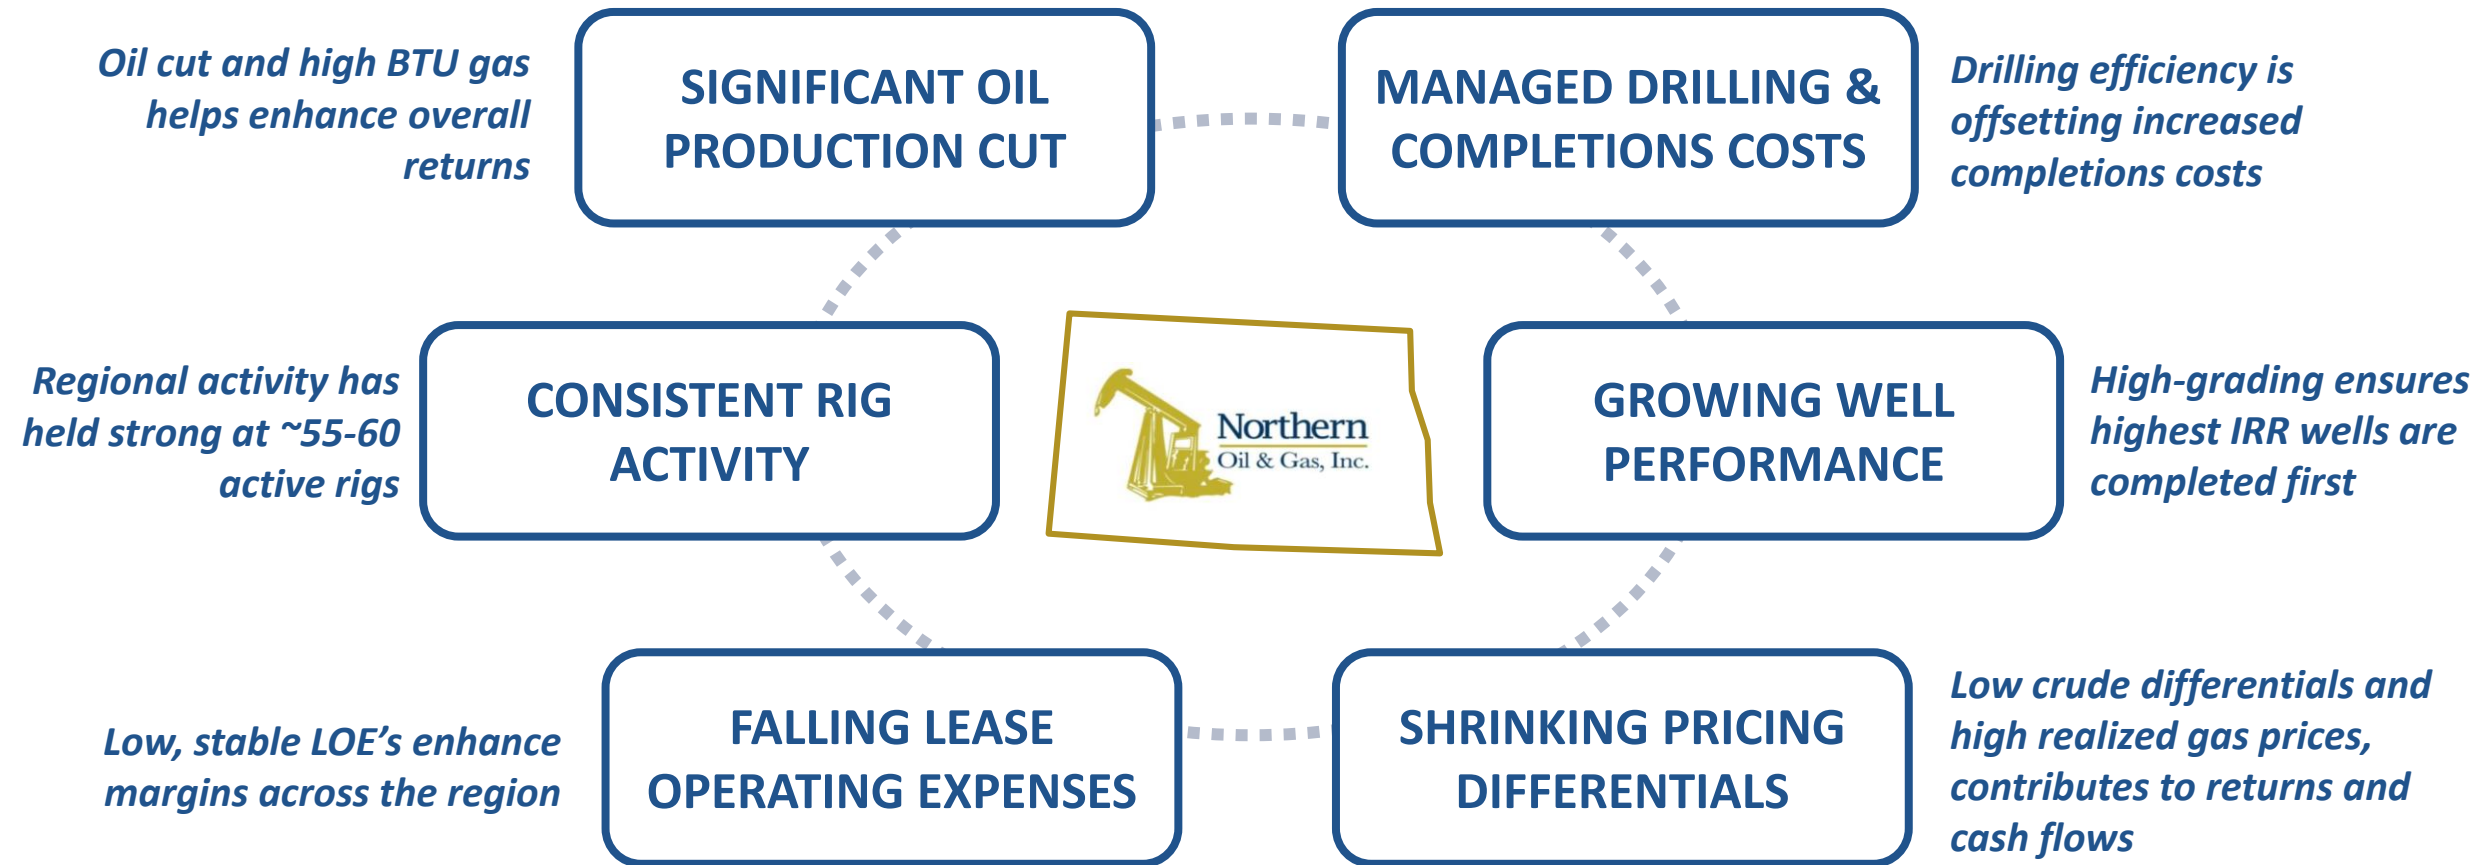 Oil cut and high BTU gas
helps enhance overall
returns
SIGNIFICANT OIL
PRODUCTION CUT
MANAGED DRILLING &
COMPLETIONS COSTS
Drilling efficiency is
offsetting increased
completions costs
Regional activity has
held strong at ~55-60
active rigs
CONSISTENT RIG
ACTIVITY
Northern
Oil & Gas, Inc.
GROWING WELL
PERFORMANCE
High-grading ensures
highest IRR wells are
completed first
Low, stable LOE’s enhance
margins across the region
FALLING LEASE
OPERATING EXPENSES
SHRINKING PRICING
DIFFERENTIALS
Low crude differentials and
high realized gas prices,
contributes to returns and
cash flows